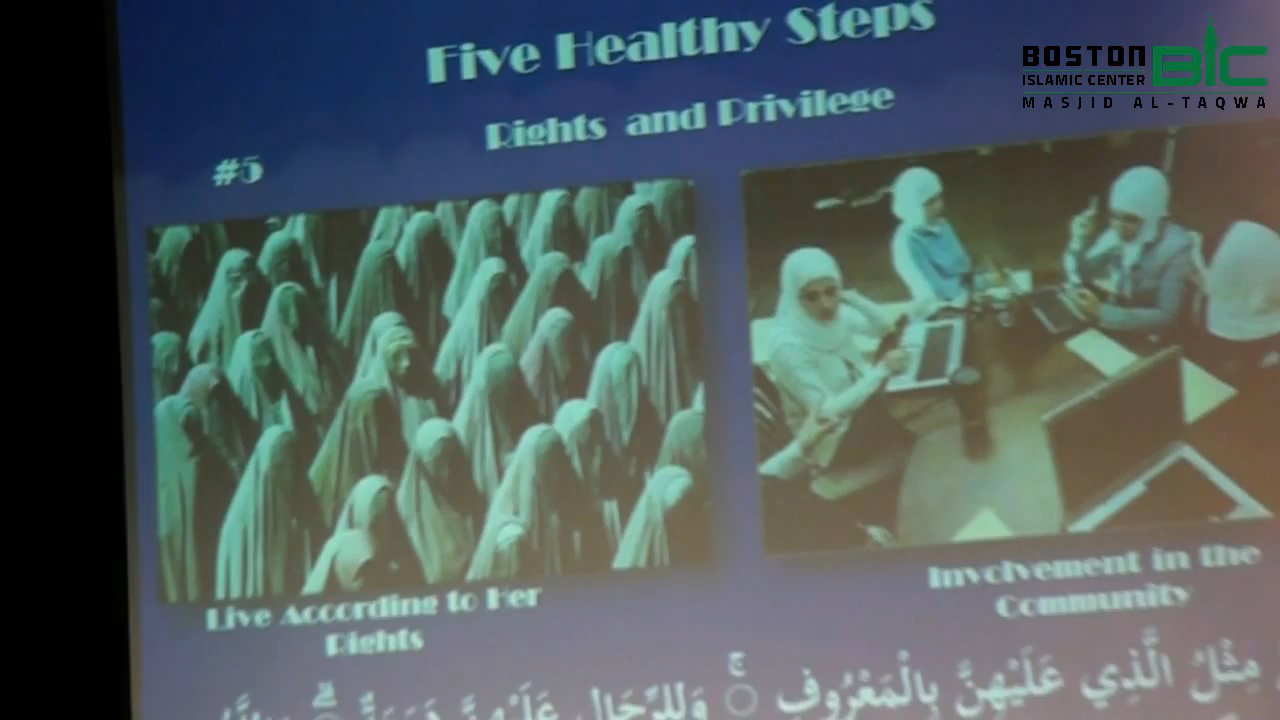 Five Healthy Steps
BOSTON
ISLAMIC CENTER
BIC
MASJID AL-TAQWA
Rights and Privilege
#5
Live According to Her
Rights
Involvement in the
Community
مِثْلُ الَّذِي عَلَيْهِنَّ بِالْمَعْرُوفِ ۚ وَلِلرِّجَالِ عَلَيْهِنَّ دَرَجَةٌ ۗ